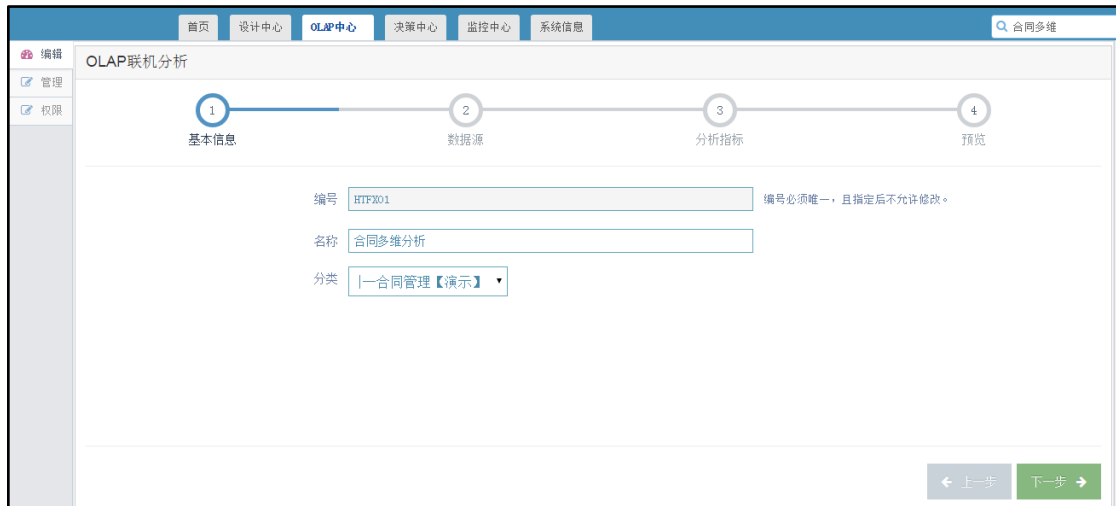 首页 设计中心 OLAP中心 决策中心 监控中心 系统信息 合同多维
编辑
OLAP联机分析
管理
权限
1 2 3 4
基本信息 数据源 分析指标 预览
编号 HTFX01 编号必须唯一，且指定后不允许修改。
名称 合同多维分析
分类 |—合同管理【演示】
上一步 下一步